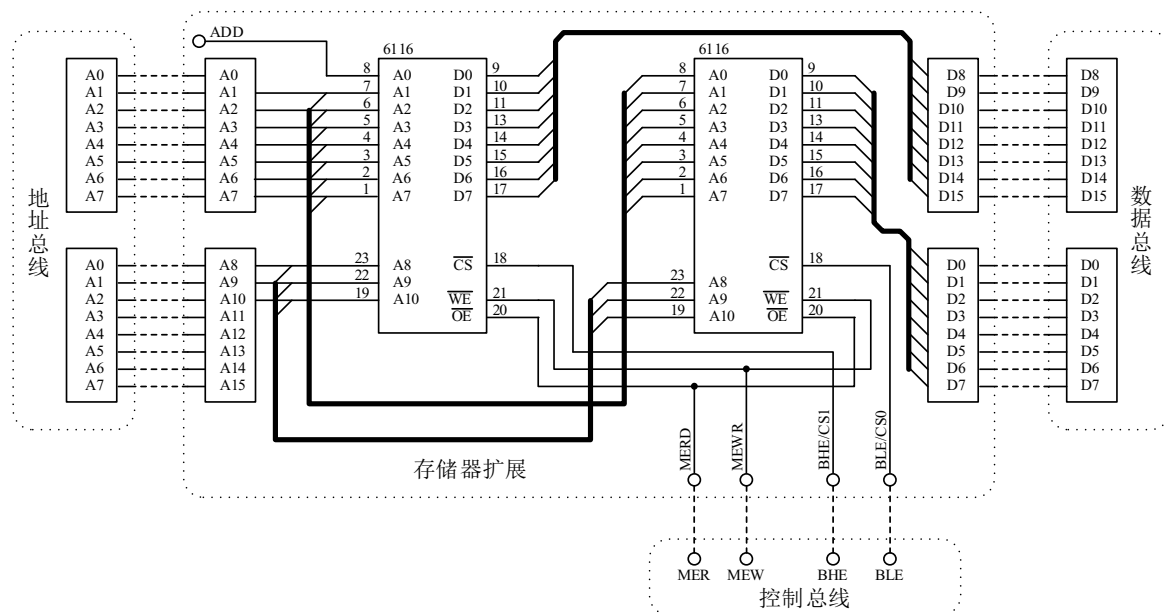 ADD
6116
6116
地址总线
A0
A1
A2
A3
A4
A5
A6
A7
A0
A1
A2
A3
A4
A5
A6
A7
A0
A1
A2
A3
A4
A5
A6
A7
A8
A9
A10
A11
A12
A13
A14
A15
8
7
6
5
4
3
2
1
23
22
19
A0
A1
A2
A3
A4
A5
A6
A7
A8
A9
A10
D0
D1
D2
D3
D4
D5
D6
D7
CS
WE
OE
9
10
11
13
14
15
16
17
18
21
20
8
7
6
5
4
3
2
1
23
22
19
A0
A1
A2
A3
A4
A5
A6
A7
A8
A9
A10
D0
D1
D2
D3
D4
D5
D6
D7
CS
WE
OE
9
10
11
13
14
15
16
17
18
21
20
D8
D9
D10
D11
D12
D13
D14
D15
D0
D1
D2
D3
D4
D5
D6
D7
D8
D9
D10
D11
D12
D13
D14
D15
D0
D1
D2
D3
D4
D5
D6
D7
数据总线
存储器扩展
MERD
MEWR
BHE/CS1
BLE/CS0
MER
MEW
BHE
BLE
控制总线